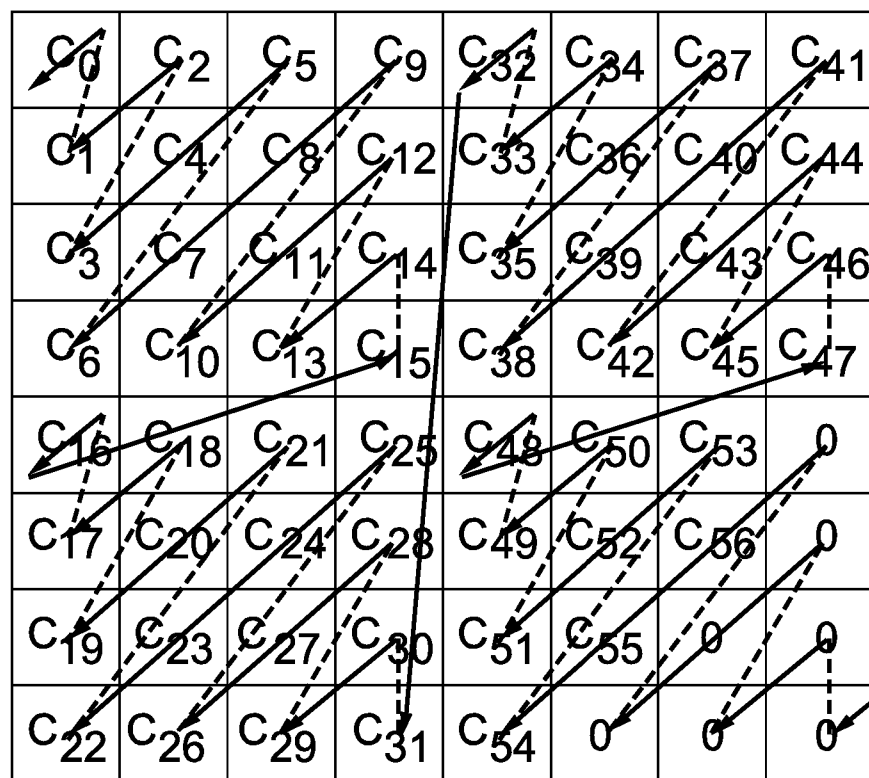 C0 C2 C5 C9 C32 C34 C37 C41
C1 C4 C8 C12 C33 C36 C40 C44
C3 C7 C11 C14 C35 C39 C43 C46
C6 C10 C13 C15 C38 C42 C45 C47
C16 C18 C21 C25 C48 C50 C53 0
C17 C20 C24 C28 C49 C52 C56 0
C19 C23 C27 C30 C51 C55 0 0
C22 C26 C29 C31 C54 0 0 0